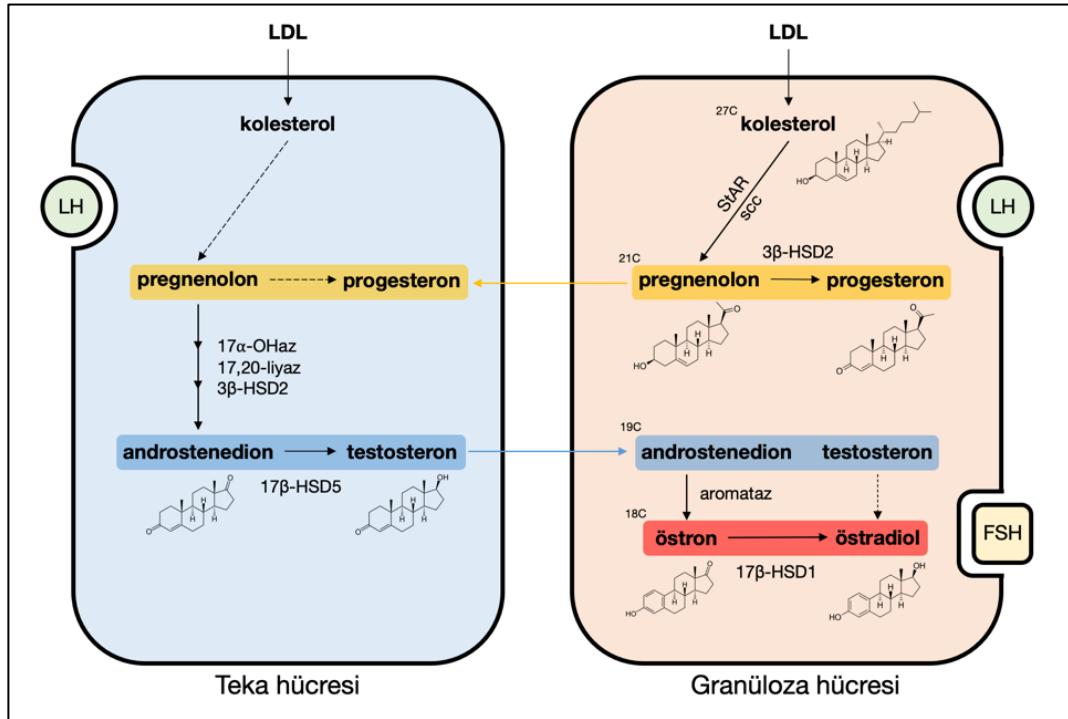 LDL
kolesterol
LH
pregnenolon
progesteron
17α-OHaz
17,20-liyaz
3β-HSD2
androstenedion
testosteron
17β-HSD5
O
O
OH
O
Teka hücresi
LDL
27C
kolesterol
HO
H
H
H
H
StAR
scc
LH
21C
3β-HSD2
pregnenolon
progesteron
O
HO
H
H
H
O
O
H
H
H
19C
androstenedion
testosteron
aromataz
18C
östron
östradiol
FSH
17β-HSD1
O
HO
H
H
H
OH
HO
H
H
H
Granüloza hücresi